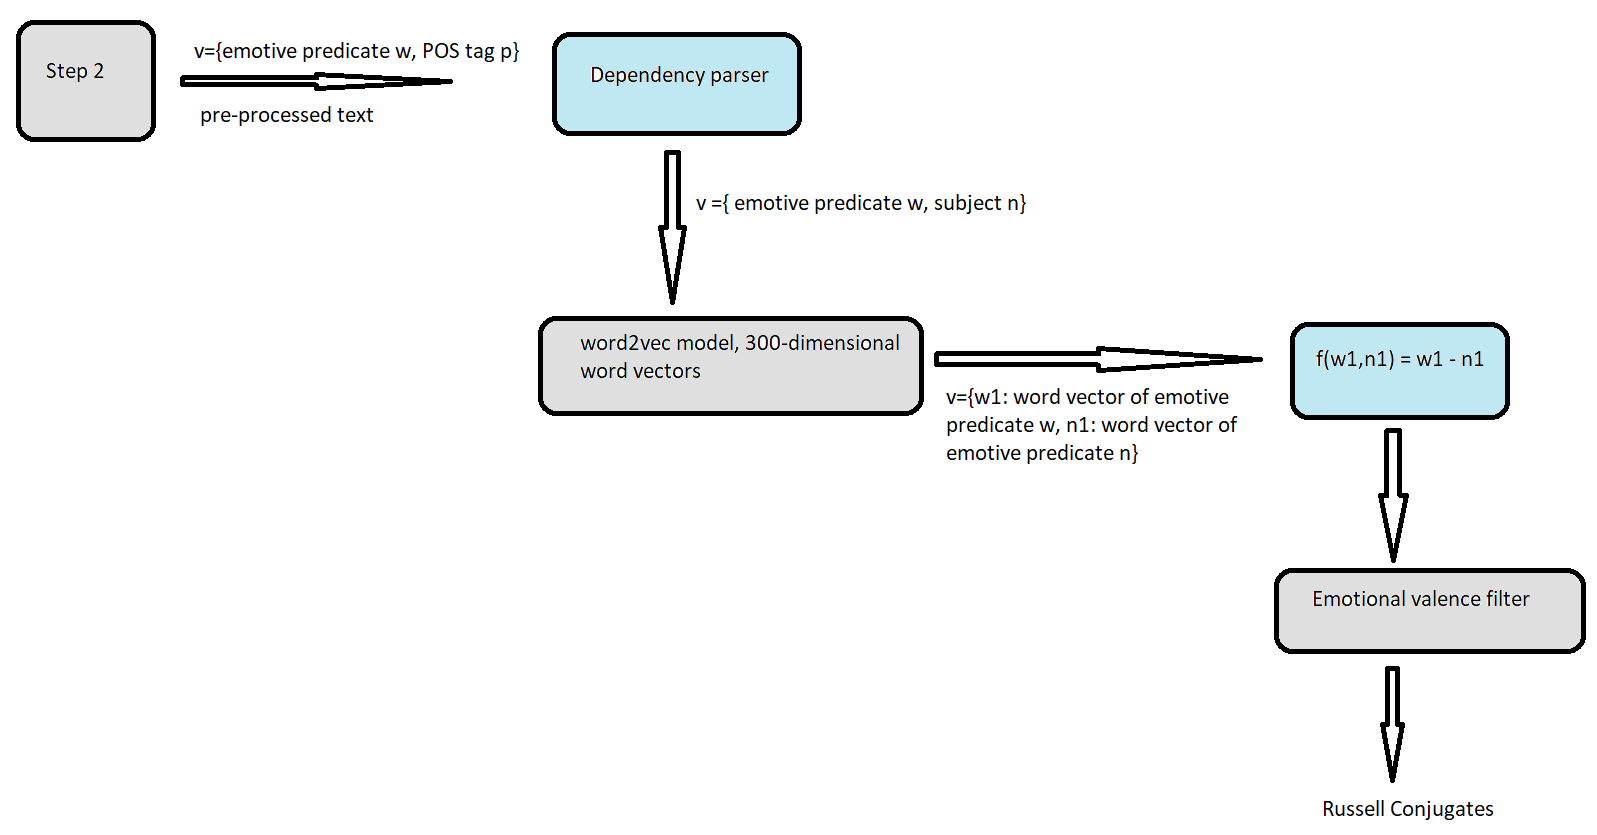 Step 2
v={emotive predicate w, POS tag p}
pre-processed text
Dependency parser
v ={ emotive predicate w, subject n}
word2vec model, 300-dimensional
word vectors
v={w1: word vector of emotive
predicate w, n1: word vector of
emotive predicate n}
f(w1,n1) = w1 - n1
Emotional valence filter
Russell Conjugates